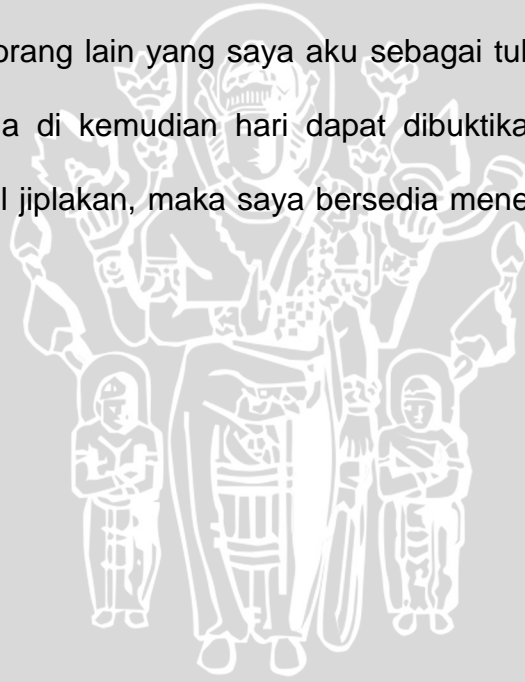 orang lain yang saya aku sebagai
a di kemudian hari dapat
jiplakan, maka saya bersedia